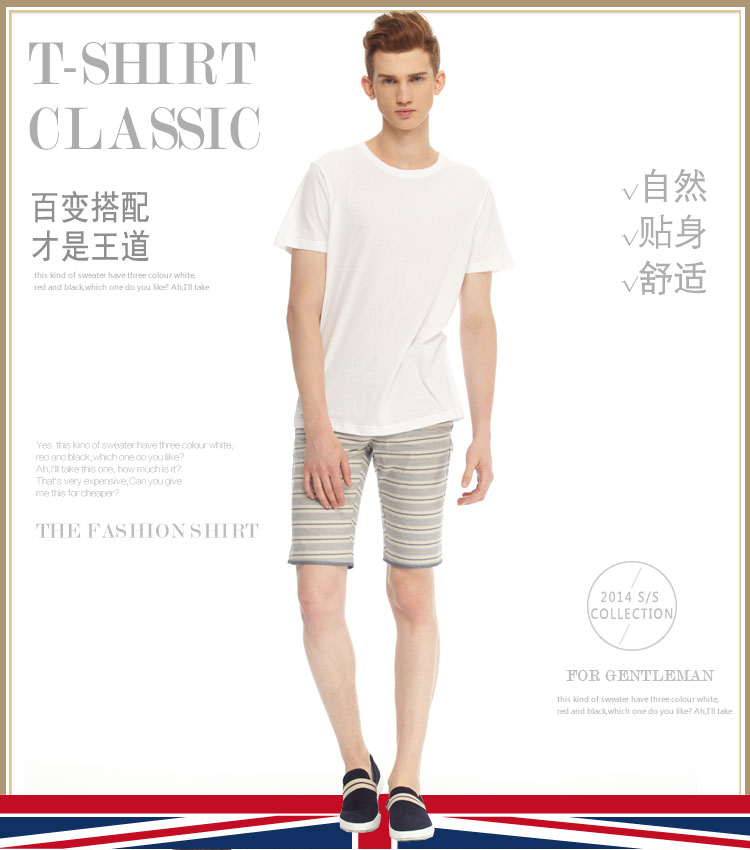 T-SHIRT
CLASSIC
百变搭配
才是王道
this kind of sweater have three colour white,
red and black,which one do you like? Ah,I'll take
√自然
√贴身
√舒适
Yes this kind of sweater have three colour white,
red and black,which one do you like?
Ah,I'll take this one, how much is it?
That's very expensive,Can you give
me this for cheaper?
THE FASHION SHIRT
2014 S/S
COLLECTION
FOR GENTLEMAN
this kind of sweater have three colour white,
red and black,which one do you like? Ah,I'll take